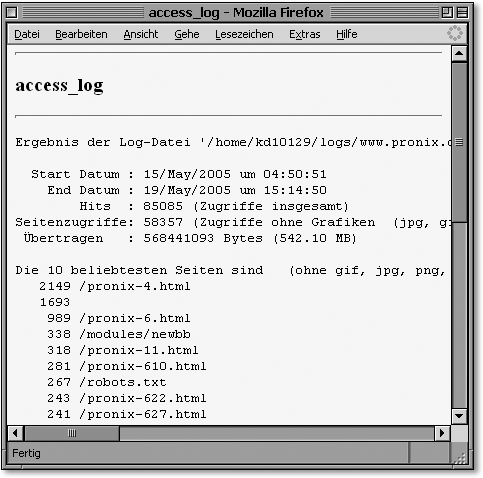 access_log - Mozilla Firefox
Datei Bearbeiten Ansicht Gehe Lesezeichen Extras Hilfe
access_log
Ergebnis der Log-Datei '/home/kd10129/logs/www.pronix.
Start Datum : 15/May/2005 um 04:50:51
End Datum : 19/May/2005 um 15:14:50
Hits : 85085 (Zugriffe insgesamt)
Seitenzugriffe: 58357 (Zugriffe ohne Grafiken (jpg, g
Übertragen : 568441093 Bytes (542.10 MB)
Die 10 beliebtesten Seiten sind (ohne gif, jpg, png,
2149 /pronix-4.html
1693
989 /pronix-6.html
338 /modules/newbb
318 /pronix-11.html
281 /pronix-610.html
267 /robots.txt
243 /pronix-622.html
241 /pronix-627.html
Fertig